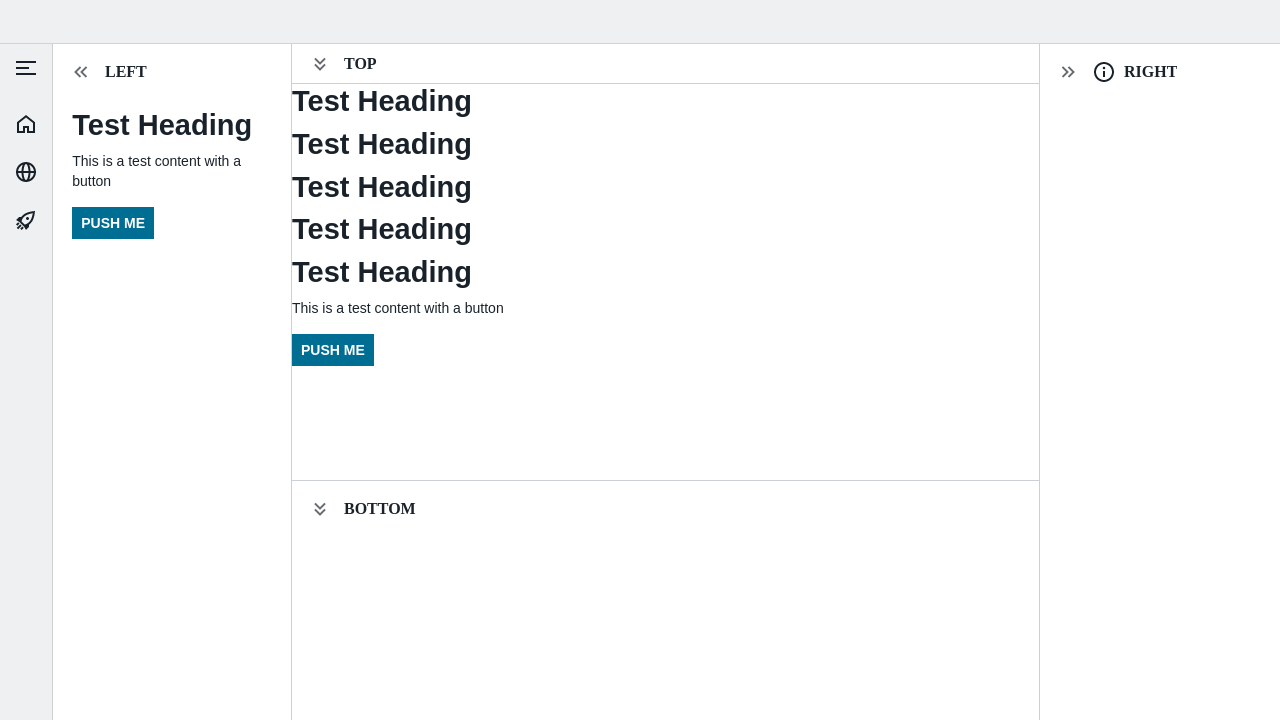 LEFT
Test Heading
This is a test content with a
button
PUSH ME
TOP
Test Heading
Test Heading
Test Heading
Test Heading
Test Heading
This is a test content with a button
PUSH ME
BOTTOM
RIGHT